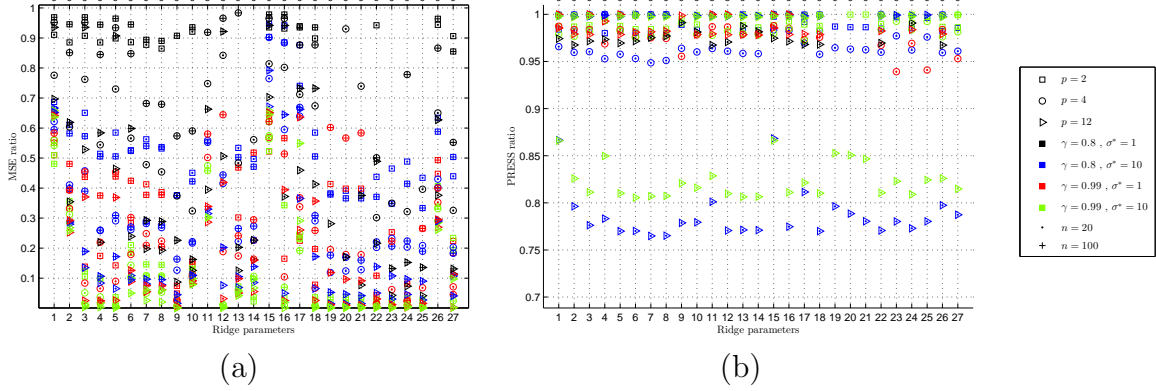 1
0.9
0.8
0.7
0.6
0.5
0.4
0.3
0.2
0.1
MSE ratio
1 2 3 4 5 6 7 8 9 10 11 12 13 14 15 16 17 18 19 20 21 22 23 24 25 26 27
Ridge parameters
(a)
1
0.95
0.9
0.85
0.8
0.75
0.7
PRESS ratio
1 2 3 4 5 6 7 8 9 10 11 12 13 14 15 16 17 18 19 20 21 22 23 24 25 26 27
Ridge parameters
(b)
p = 2
p = 4
p = 12
γ = 0.8 , σ* = 1
γ = 0.8 , σ* = 10
γ = 0.99 , σ* = 1
γ = 0.99 , σ* = 10
n = 20
n = 100